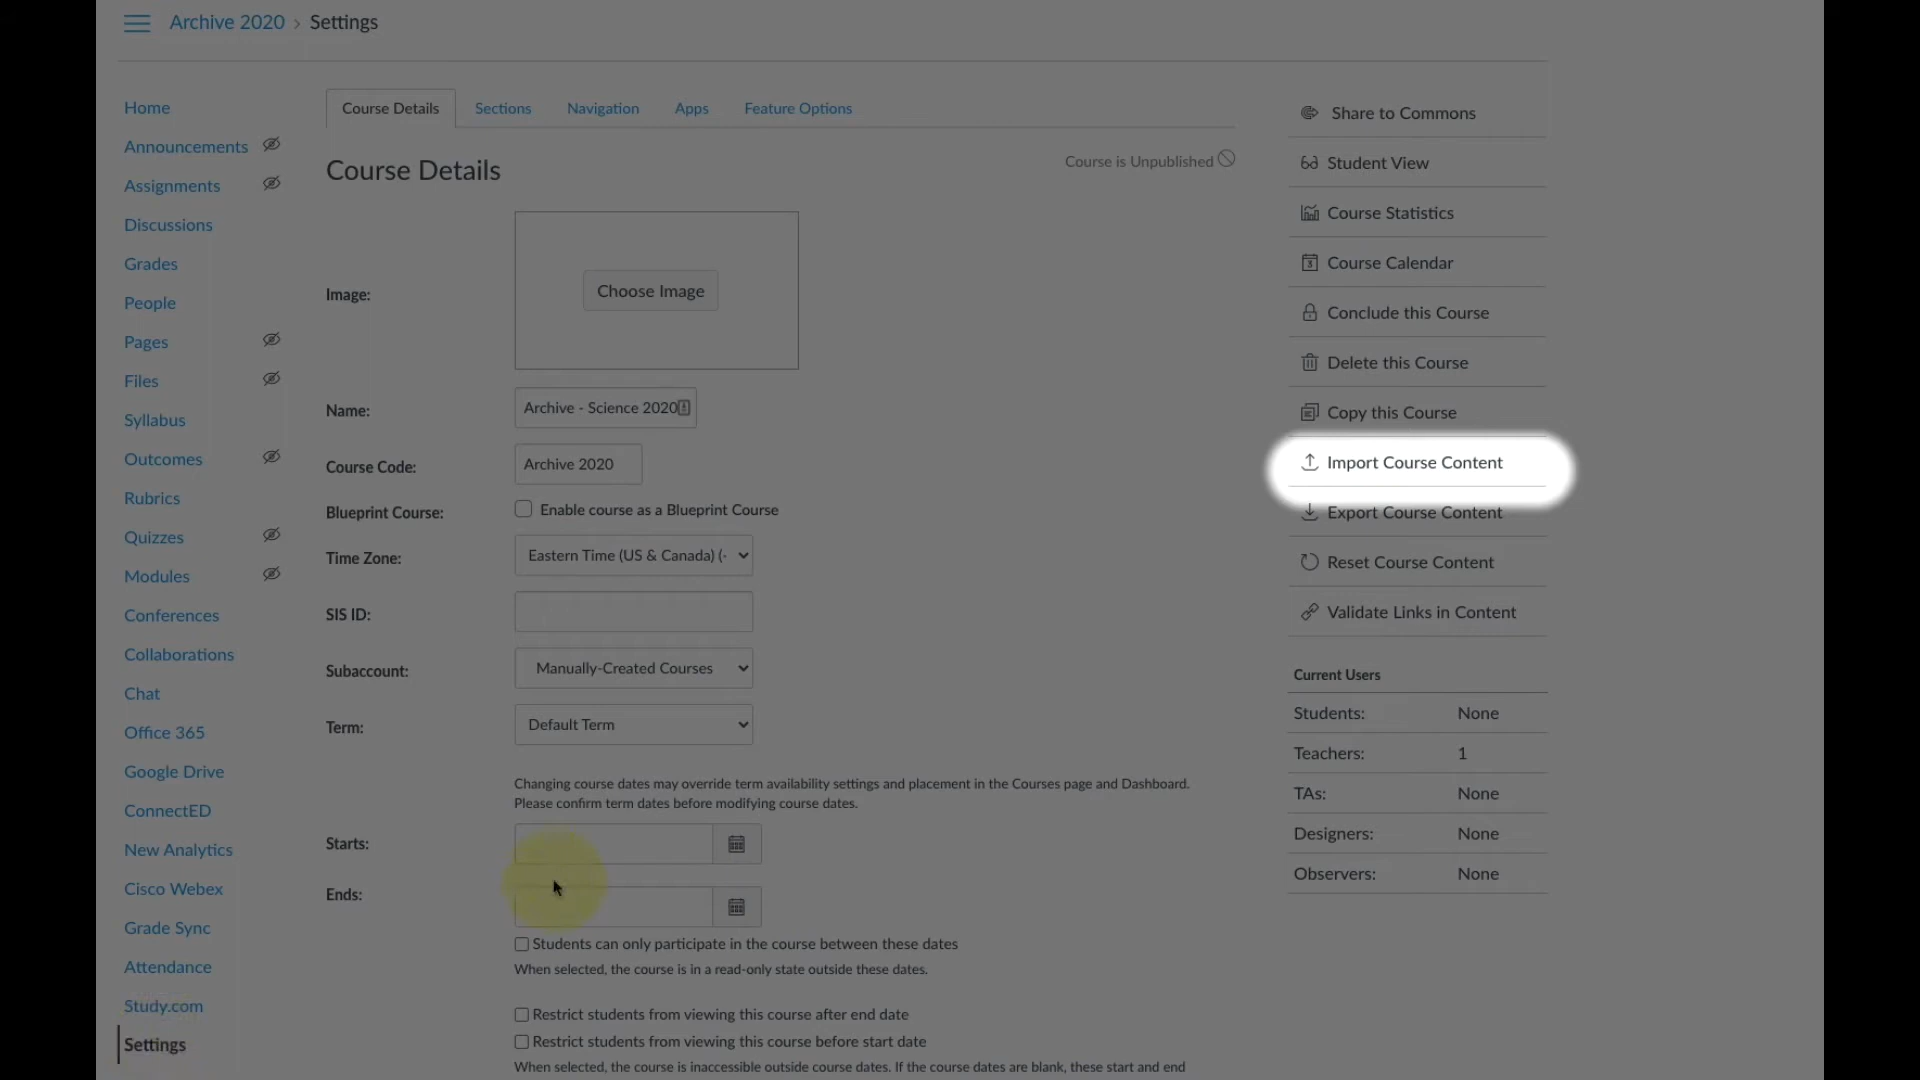 Archive 2020 › Settings
Home
Announcements
Assignments
Discussions
Grades
People
Pages
Files
Syllabus
Outcomes
Rubrics
Quizzes
Modules
Conferences
Collaborations
Chat
Office 365
Google Drive
ConnectED
New Analytics
Cisco Webex
Grade Sync
Attendance
Study.com
Settings
Course Details Sections Navigation Apps Feature Options
Course Details
Course is Unpublished
Image:
Choose Image
Name: Archive - Science 2020
Course Code: Archive 2020
Blueprint Course: Enable course as a Blueprint Course
Time Zone: Eastern Time (US & Canada) (-
SIS ID:
Subaccount: Manually-Created Courses
Term: Default Term
Changing course dates may override term availability settings and placement in the Courses page and Dashboard.
Please confirm term dates before modifying course dates.
Starts:
Ends:
Students can only participate in the course between these dates
When selected, the course is in a read-only state outside these dates.
Restrict students from viewing this course after end date
Restrict students from viewing this course before start date
When selected, the course is inaccessible outside course dates. If the course dates are blank, these start and end
Share to Commons
Student View
Course Statistics
Course Calendar
Conclude this Course
Delete this Course
Copy this Course
Import Course Content
Export Course Content
Reset Course Content
Validate Links in Content
Current Users
Students: None
Teachers: 1
TAs: None
Designers: None
Observers: None